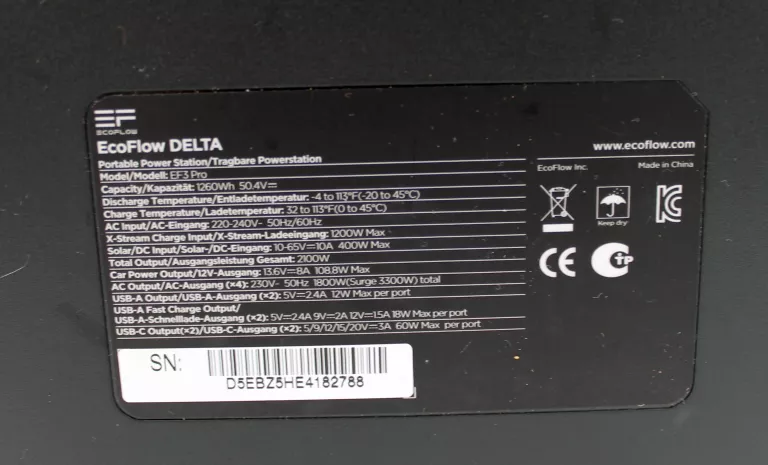 EF
ECOFLOW
EcoFlow DELTA
www.ecoflow.com
Portable Power Station/Tragbare Powerstation
Model/Modell: EF3 Pro
Capacity/Kapazität: 1260Wh 50.4V⎓
Discharge Temperature/Entladetemperatur: -4 to 113°F(-20 to 45°C)
Charge Temperature/Ladetemperatur: 32 to 113°F(0 to 45°C)
AC Input/AC-Eingang: 220-240V~ 50Hz/60Hz
X-Stream Charge Input/X-Stream-Ladeeingang: 1200W Max
Solar/DC Input/Solar-/DC-Eingang: 10-65V⎓10A 400W Max
Total Output/Ausgangsleistung Gesamt: 2100W
Car Power Output/12V-Ausgang: 13.6V⎓8A 108.8W Max
AC Output/AC-Ausgang (×4): 230V~ 50Hz 1800W(Surge 3300W) total
USB-A Output/USB-A-Ausgang (×2): 5V⎓2.4A 12W Max per port
USB-A Fast Charge Output/
USB-A-Schnelllade-Ausgang (×2): 5V⎓2.4A 9V⎓2A 12V⎓1.5A 18W Max per port
USB-C Output(×2)/USB-C-Ausgang (×2): 5/9/12/15/20V⎓3A 60W Max per port
EcoFlow Inc.
Made in China
Keep dry
CE
CTP
SN:
D5EBZ5HE4182788